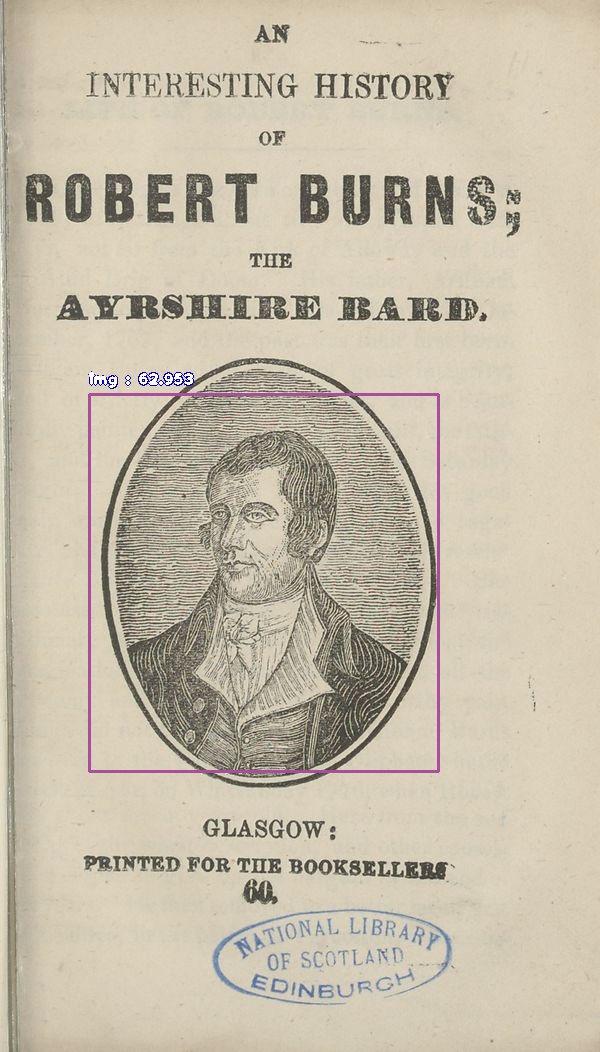 AN
INTERESTING HISTORY
OF
ROBERT BURNS;
THE
AYRSHIRE BARD.
img : 62.953
GLASGOW:
PRINTED FOR THE BOOKSELLERS
60.
NATIONAL LIBRARY
OF SCOTLAND
EDINBURGH